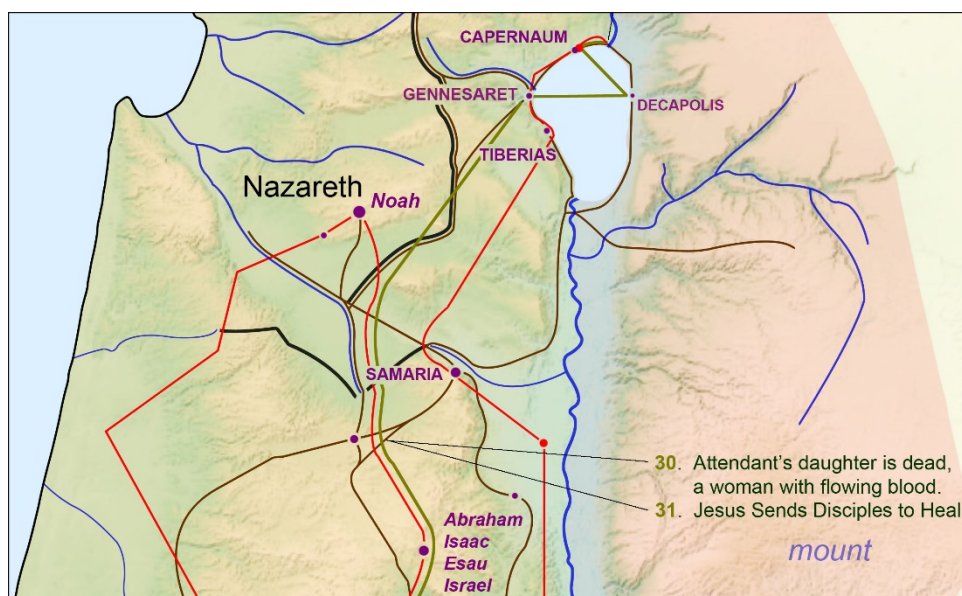 CAPERNAUM
GENNESARET
DECAPOLIS
TIBERIAS
Nazareth
Noah
SAMARIA
30. Attendant's daughter is dead,
a woman with flowing blood.
31. Jesus Sends Disciples to Heal
Abraham
Isaac
Esau
Israel
mount